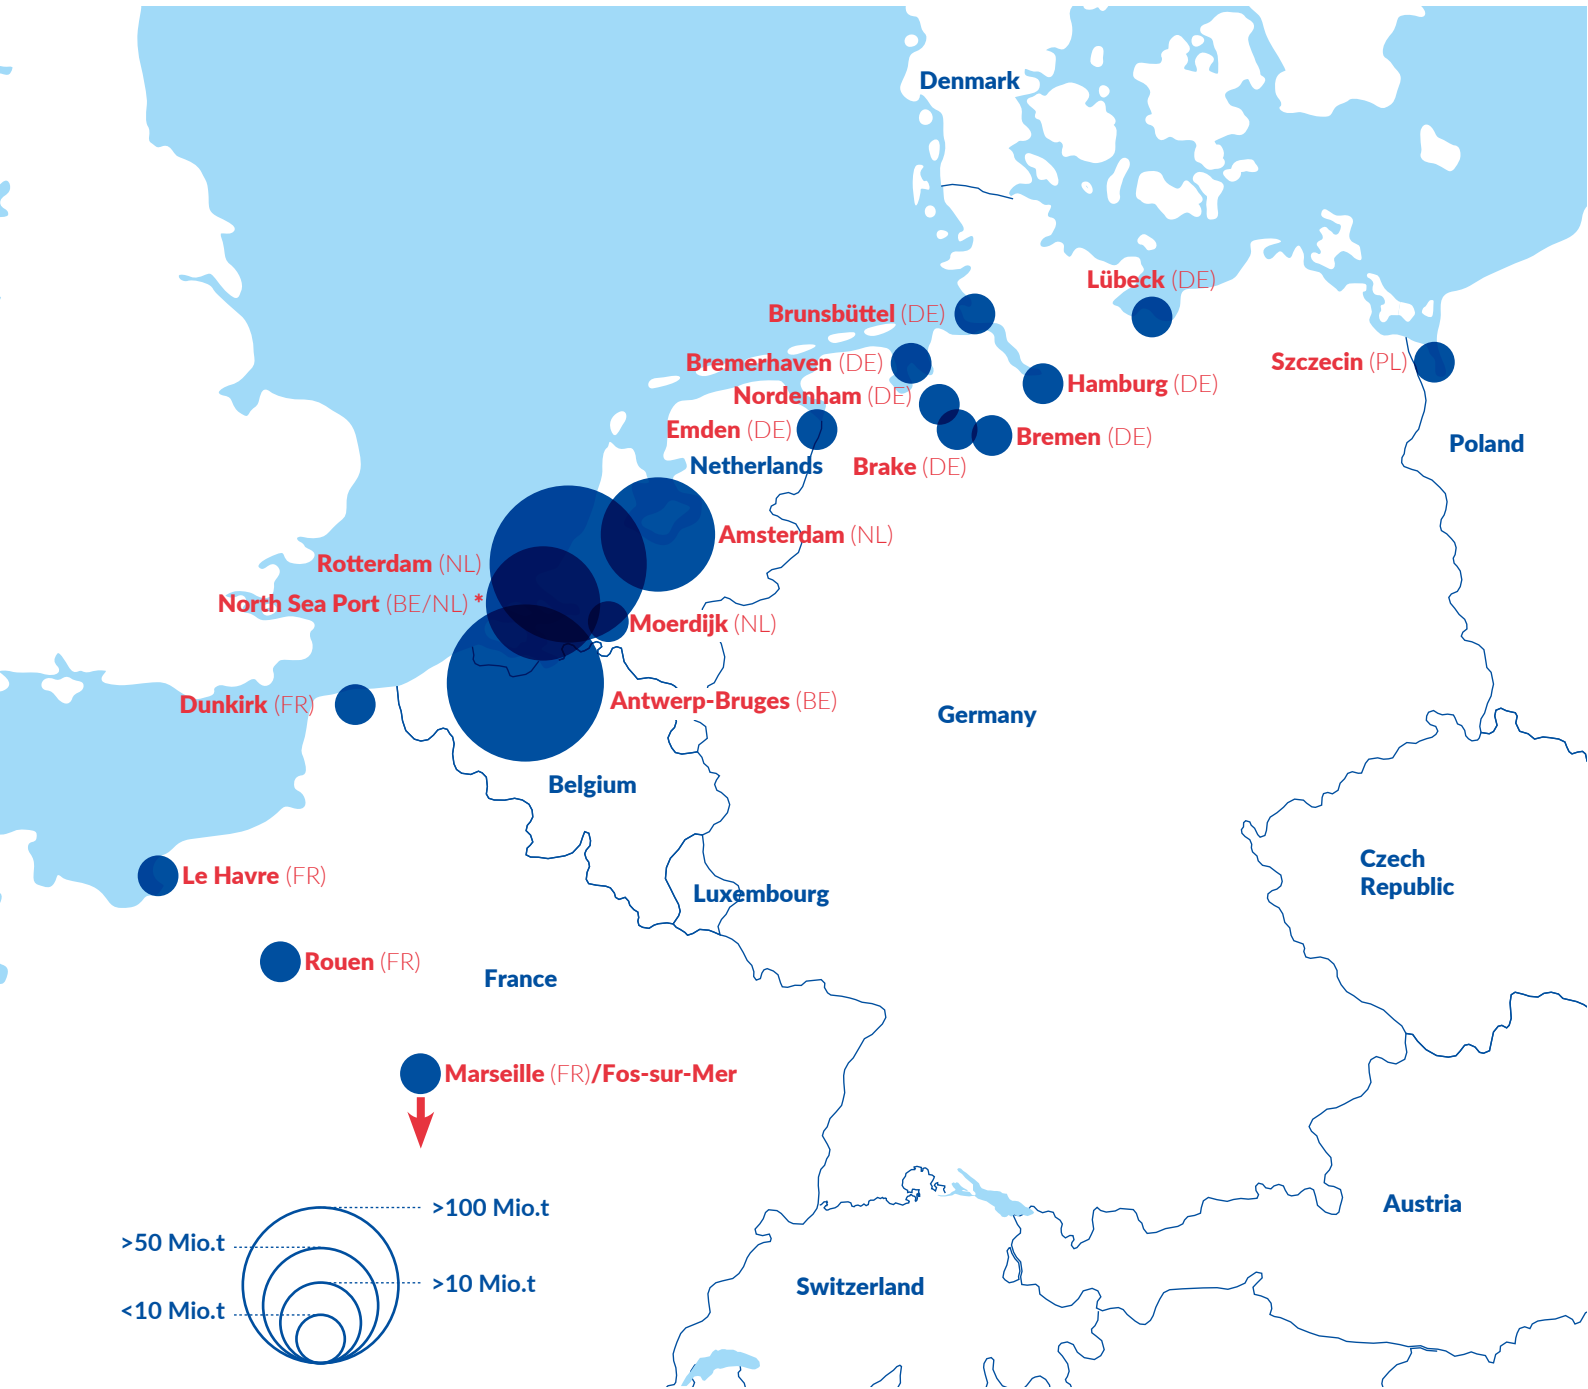 Denmark
Lübeck (DE)
Brunsbüttel (DE)
Bremerhaven (DE)
Szczecin (PL)
Hamburg (DE)
Nordenham (DE)
Emden (DE)
Bremen (DE)
Poland
Netherlands
Brake (DE)
Amsterdam (NL)
Rotterdam (NL)
North Sea Port (BE/NL) *
Moerdijk (NL)
Dunkirk (FR)
Antwerp-Bruges (BE)
Germany
Belgium
Czech
Republic
Le Havre (FR)
Luxembourg
Rouen (FR)
France
Marseille (FR)/Fos-sur-Mer
Austria
>100 Mio.t
>50 Mio.t
>10 Mio.t
<10 Mio.t
Switzerland